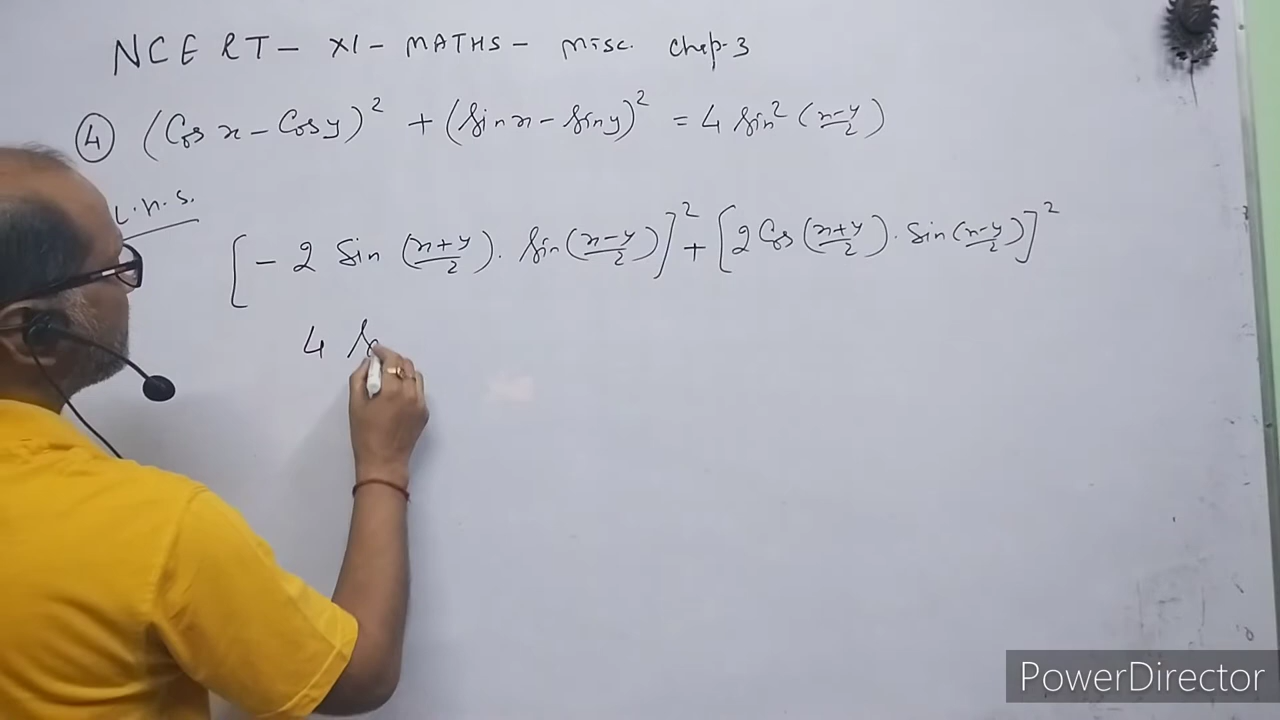 NCERT - XI - MATHS - Misc. Chap-3
④ (Cos x - Cos y)² + (Sin x - Sin y)² = 4 Sin² (x-y/2)
L.H.S.
[- 2 Sin (x+y/2) . Sin (x-y/2)]² + [2 Cos (x+y/2) . Sin (x-y/2)]²
4 S
PowerDirector